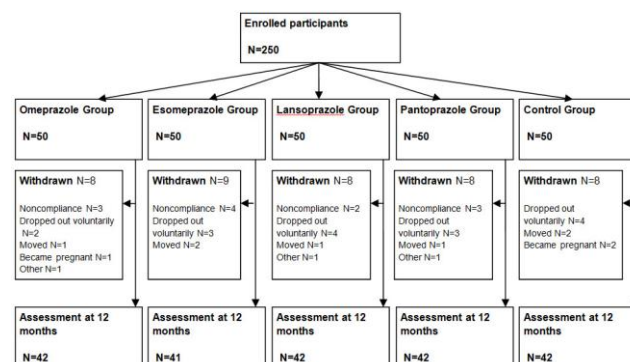 Enrolled participants
N=250
Omeprazole Group
N=50
Esomeprazole Group
N=50
Lansoprazole Group
N=50
Pantoprazole Group
N=50
Control Group
N=50
Withdrawn N=8
Noncompliance N=3
Dropped out voluntarily
N=2
Moved N=1
Became pregnant N=1
Other N=1
Withdrawn N=9
Noncompliance N=4
Dropped out
voluntarily N=3
Moved N=2
Withdrawn N=8
Noncompliance N=2
Dropped out
voluntarily N=4
Moved N=1
Other N=1
Withdrawn N=8
Noncompliance N=3
Dropped out
voluntarily N=3
Moved N=1
Other N=1
Withdrawn N=8
Dropped out
voluntarily N=4
Moved N=2
Became pregnant N=2
Assessment at 12
months
N=42
Assessment at 12
months
N=41
Assessment at 12
months
N=42
Assessment at 12
months
N=42
Assessment at 12
months
N=42